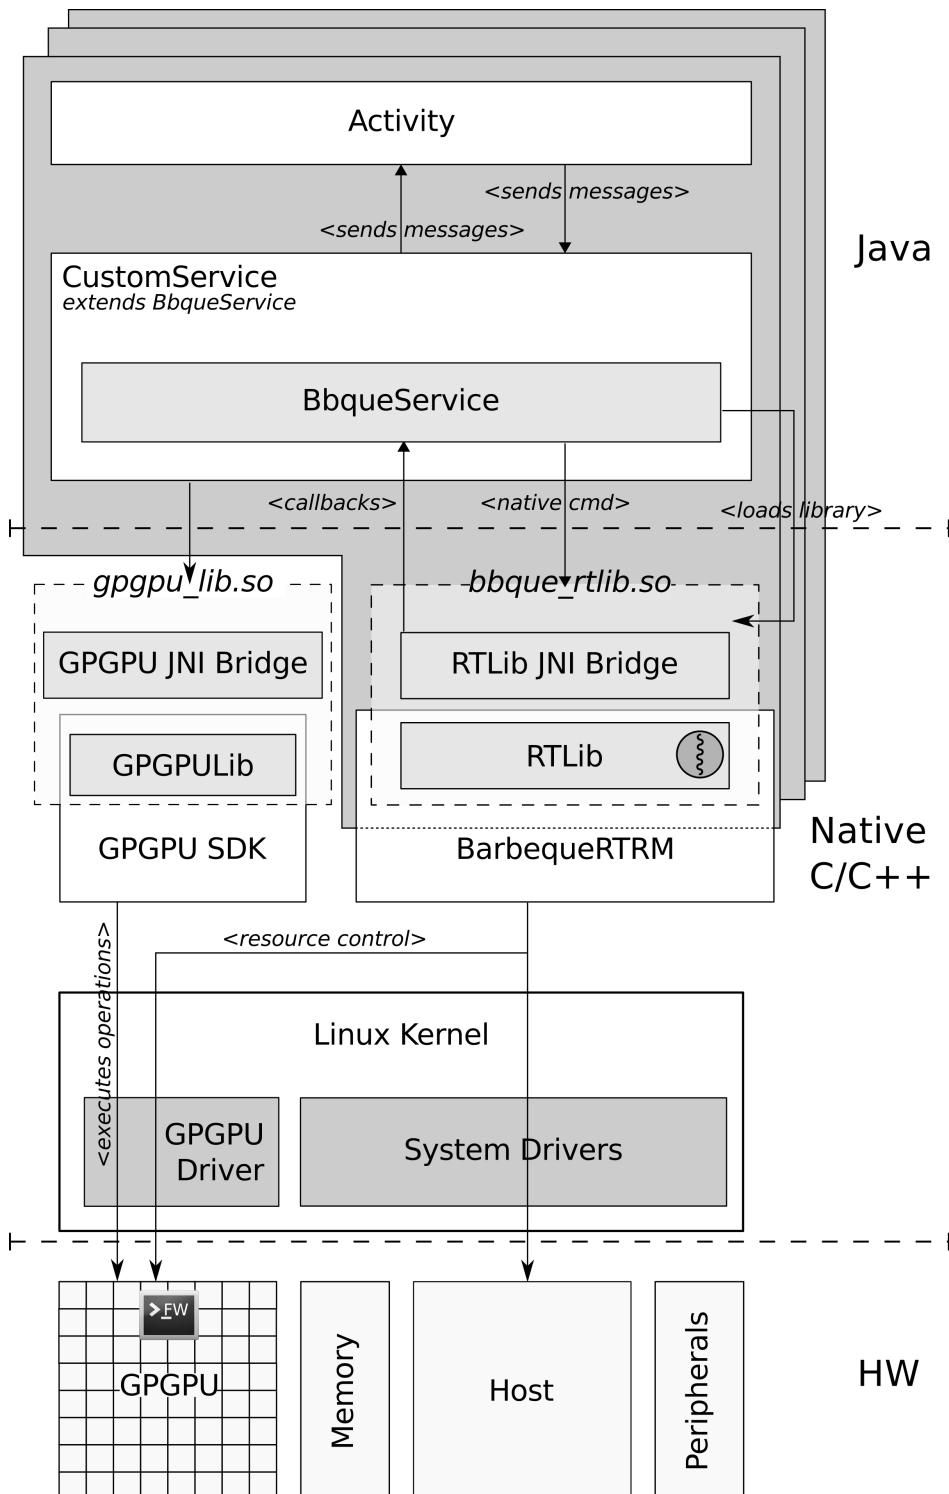 Activity
<sends messages>
<sends messages>
Java
CustomService
extends BbqueService
BbqueService
<callbacks>
<native cmd>
<loads library>
gpgpu_lib.so
bbque_rtlib.so
GPGPU JNI Bridge
RTLib JNI Bridge
GPGPULib
RTLib
GPGPU SDK
BarbequeRTRM
Native
C/C++
<executes operations>
<resource control>
Linux Kernel
GPGPU
Driver
System Drivers
>FW
GPGPU
Memory
Host
Peripherals
HW